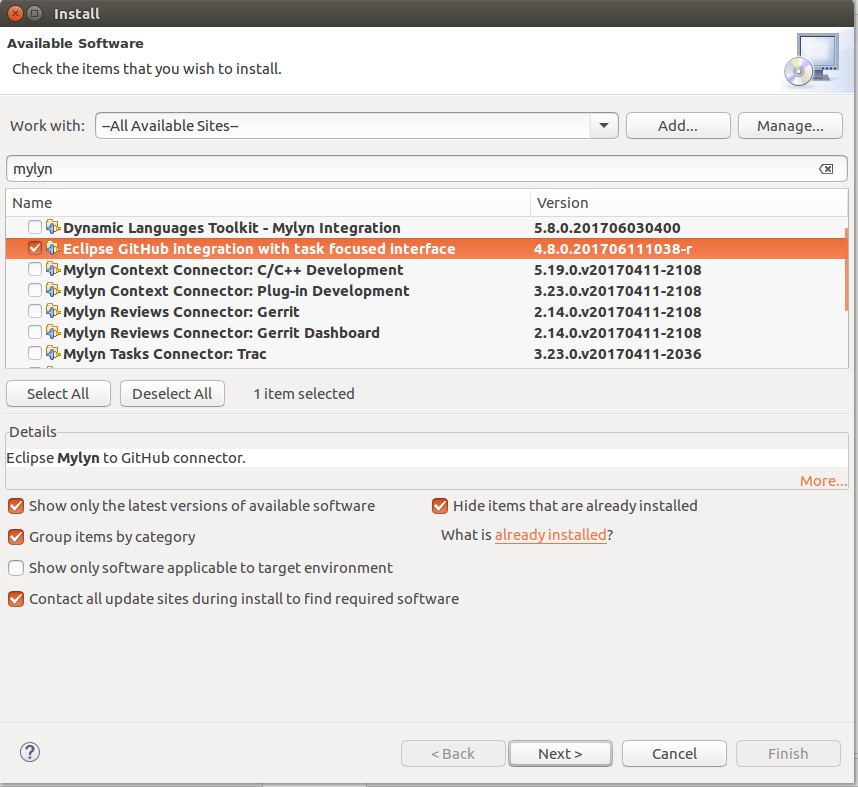 Install
Available Software
Check the items that you wish to install.
Work with: --All Available Sites-- Add... Manage...
mylyn
Name Version
Dynamic Languages Toolkit - Mylyn Integration 5.8.0.201706030400
Eclipse GitHub integration with task focused interface 4.8.0.201706111038-r
Mylyn Context Connector: C/C++ Development 5.19.0.v20170411-2108
Mylyn Context Connector: Plug-in Development 3.23.0.v20170411-2108
Mylyn Reviews Connector: Gerrit 2.14.0.v20170411-2108
Mylyn Reviews Connector: Gerrit Dashboard 2.14.0.v20170411-2108
Mylyn Tasks Connector: Trac 3.23.0.v20170411-2036
Select All Deselect All 1 item selected
Details
Eclipse Mylyn to GitHub connector.
More...
Show only the latest versions of available software Hide items that are already installed
Group items by category What is already installed?
Show only software applicable to target environment
Contact all update sites during install to find required software
? < Back Next > Cancel Finish